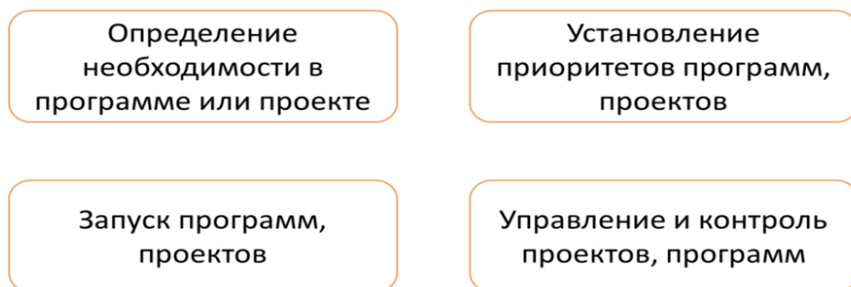 Определение
необходимости в
программе или проекте
Установление
приоритетов программ,
проектов
Запуск программ,
проектов
Управление и контроль
проектов, программ